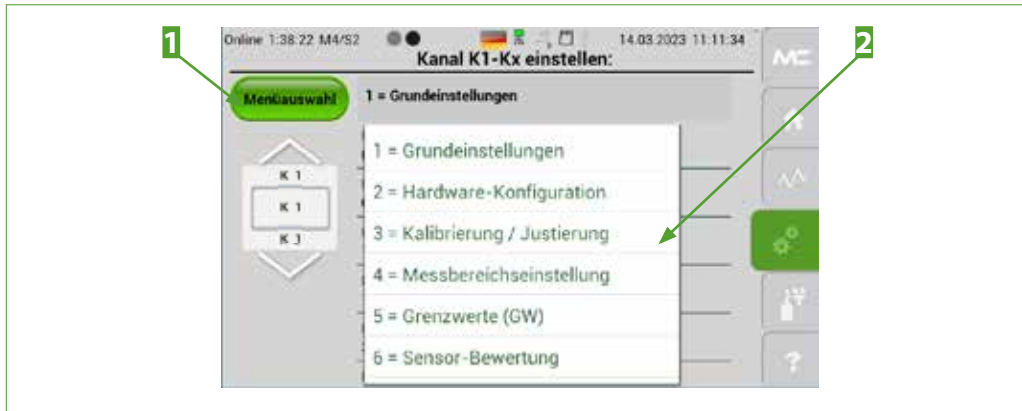 1
2
Online 1:38:22 M4/S2 14.03.2023 11:11:34
Kanal K1-Kx einstellen:
Menüauswahl
1 = Grundeinstellungen
1 = Grundeinstellungen
2 = Hardware-Konfiguration
3 = Kalibrierung / Justierung
4 = Messbereichseinstellung
5 = Grenzwerte (GW)
6 = Sensor-Bewertung
K 1
K 1
K 3
?